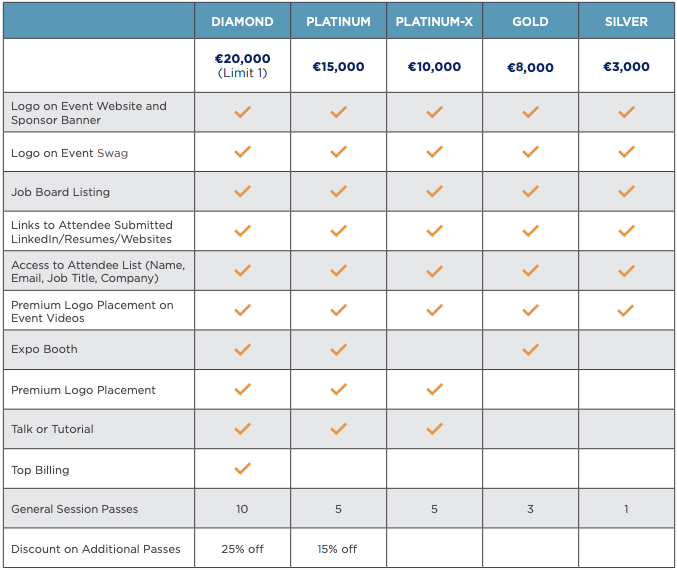 DIAMOND PLATINUM PLATINUM-X GOLD SILVER
€20,000 (Limit 1) €15,000 €10,000 €8,000 €3,000
Logo on Event Website and
Sponsor Banner
Logo on Event Swag
Job Board Listing
Links to Attendee Submitted
LinkedIn/Resumes/Websites
Access to Attendee List (Name,
Email, Job Title, Company)
Premium Logo Placement on
Event Videos
Expo Booth
Premium Logo Placement
Talk or Tutorial
Top Billing
General Session Passes 10 5 5 3 1
Discount on Additional Passes 25% off 15% off